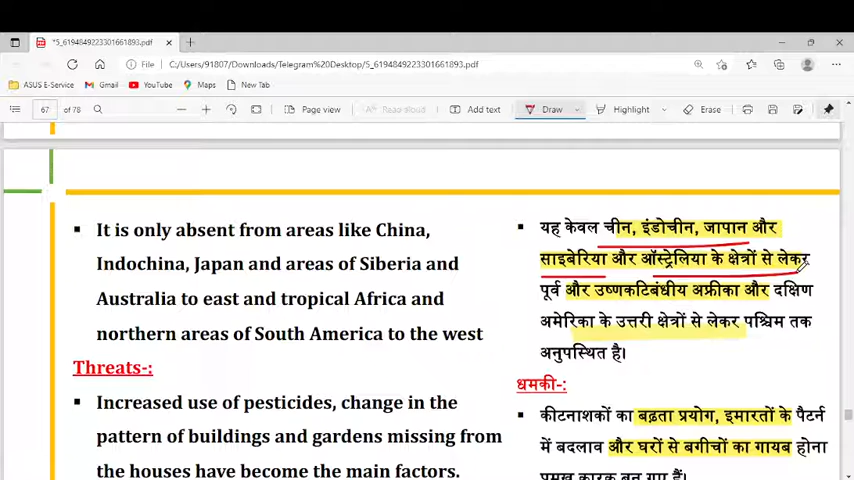 *5_6194849223301661893.pdf
File C:/Users/91807/Downloads/Telegram%20Desktop/5_6194849223301661893.pdf
ASUS E-Service Gmail YouTube Maps New Tab
67 of 78 Page view Read aloud Add text Draw Highlight Erase
It is only absent from areas like China,
Indochina, Japan and areas of Siberia and
Australia to east and tropical Africa and
northern areas of South America to the west
Threats-:
Increased use of pesticides, change in the
pattern of buildings and gardens missing from
the houses have become the main factors.
यह केवल चीन, इंडोचीन, जापान और
साइबेरिया और ऑस्ट्रेलिया के क्षेत्रों से लेकर
पूर्व और उष्णकटिबंधीय अफ्रीका और दक्षिण
अमेरिका के उत्तरी क्षेत्रों से लेकर पश्चिम तक
अनुपस्थित है।
धमकी-:
कीटनाशकों का बढ़ता प्रयोग, इमारतों के पैटर्न
में बदलाव और घरों से बगीचों का गायब होना
प्रमुख कारक बन गए हैं।